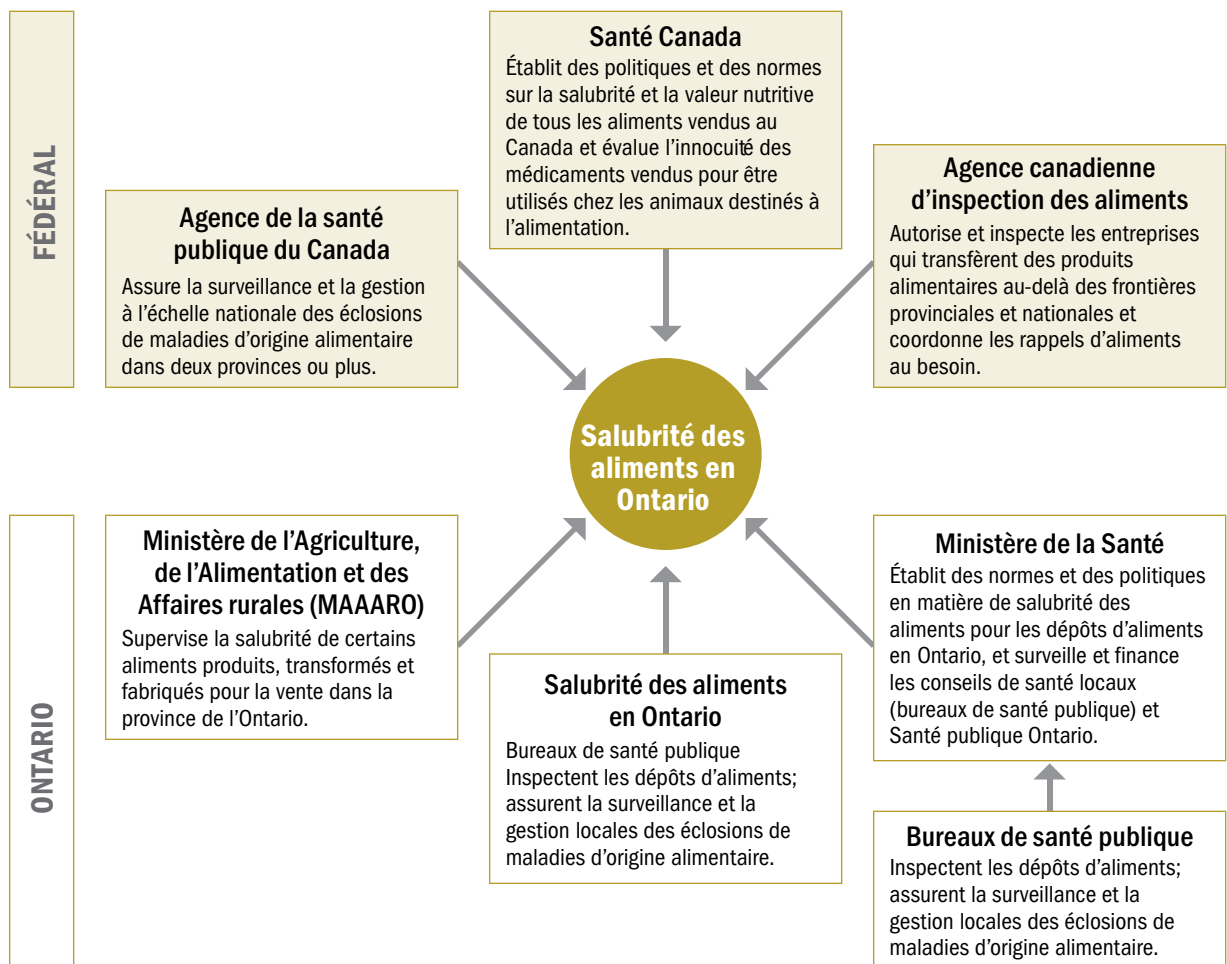 FÉDÉRAL
Santé Canada
Établit des politiques et des normes
sur la salubrité et la valeur nutritive
de tous les aliments vendus au
Canada et évalue l’innocuité des
médicaments vendus pour être
utilisés chez les animaux destinés à
l’alimentation.
Agence de la santé
publique du Canada
Assure la surveillance et la gestion
à l’échelle nationale des éclosions
de maladies d’origine alimentaire
dans deux provinces ou plus.
Agence canadienne
d’inspection des aliments
Autorise et inspecte les entreprises
qui transfèrent des produits
alimentaires au-delà des frontières
provinciales et nationales et
coordonne les rappels d’aliments
au besoin.
Salubrité des
aliments en
Ontario
ONTARIO
Ministère de l’Agriculture,
de l’Alimentation et des
Affaires rurales (MAAARO)
Supervise la salubrité de certains
aliments produits, transformés et
fabriqués pour la vente dans la
province de l’Ontario.
Salubrité des aliments
en Ontario
Bureaux de santé publique
Inspectent les dépôts d’aliments;
assurent la surveillance et la
gestion locales des éclosions de
maladies d’origine alimentaire.
Ministère de la Santé
Établit des normes et des politiques
en matière de salubrité des
aliments pour les dépôts d’aliments
en Ontario, et surveille et finance
les conseils de santé locaux
(bureaux de santé publique) et
Santé publique Ontario.
Bureaux de santé publique
Inspectent les dépôts d’aliments;
assurent la surveillance et la
gestion locales des éclosions de
maladies d’origine alimentaire.